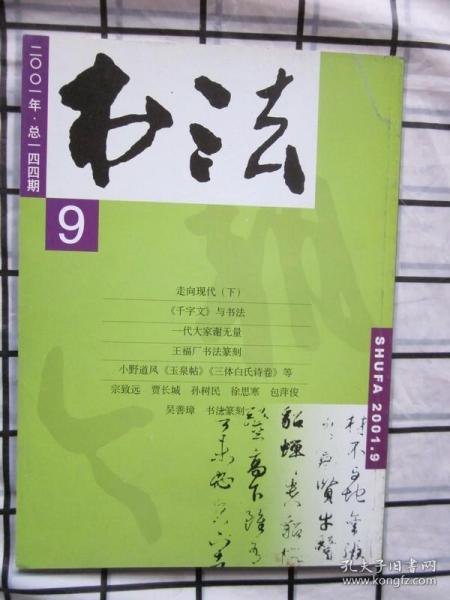 书法
二〇〇一年·总一四四期
9
走向现代（下）
《千字文》与书法
一代大家谢无量
王福厂书法篆刻
小野道风《玉泉帖》《三体白氏诗卷》等
宗致远 贾长城 孙树民 徐思寒 包萍俊
吴善璋 书法篆刻
SHUFA 2001.9
孔夫子旧书网
www.kongfz.com